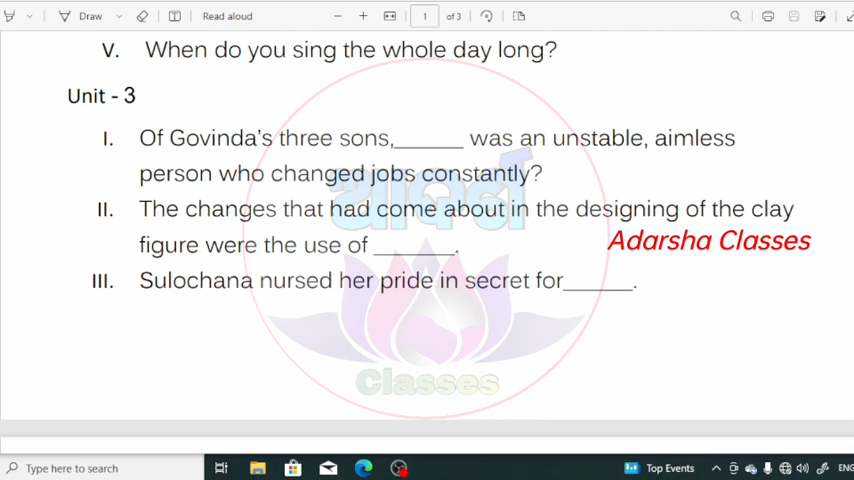 Draw
Read aloud
1 of 3
V. When do you sing the whole day long?
Unit - 3
I. Of Govinda's three sons,______ was an unstable, aimless
person who changed jobs constantly?
II. The changes that had come about in the designing of the clay
figure were the use of _______.
Adarsha Classes
III. Sulochana nursed her pride in secret for______.
ଆଦର୍ଶ
Classes
Type here to search
Top Events
ENG